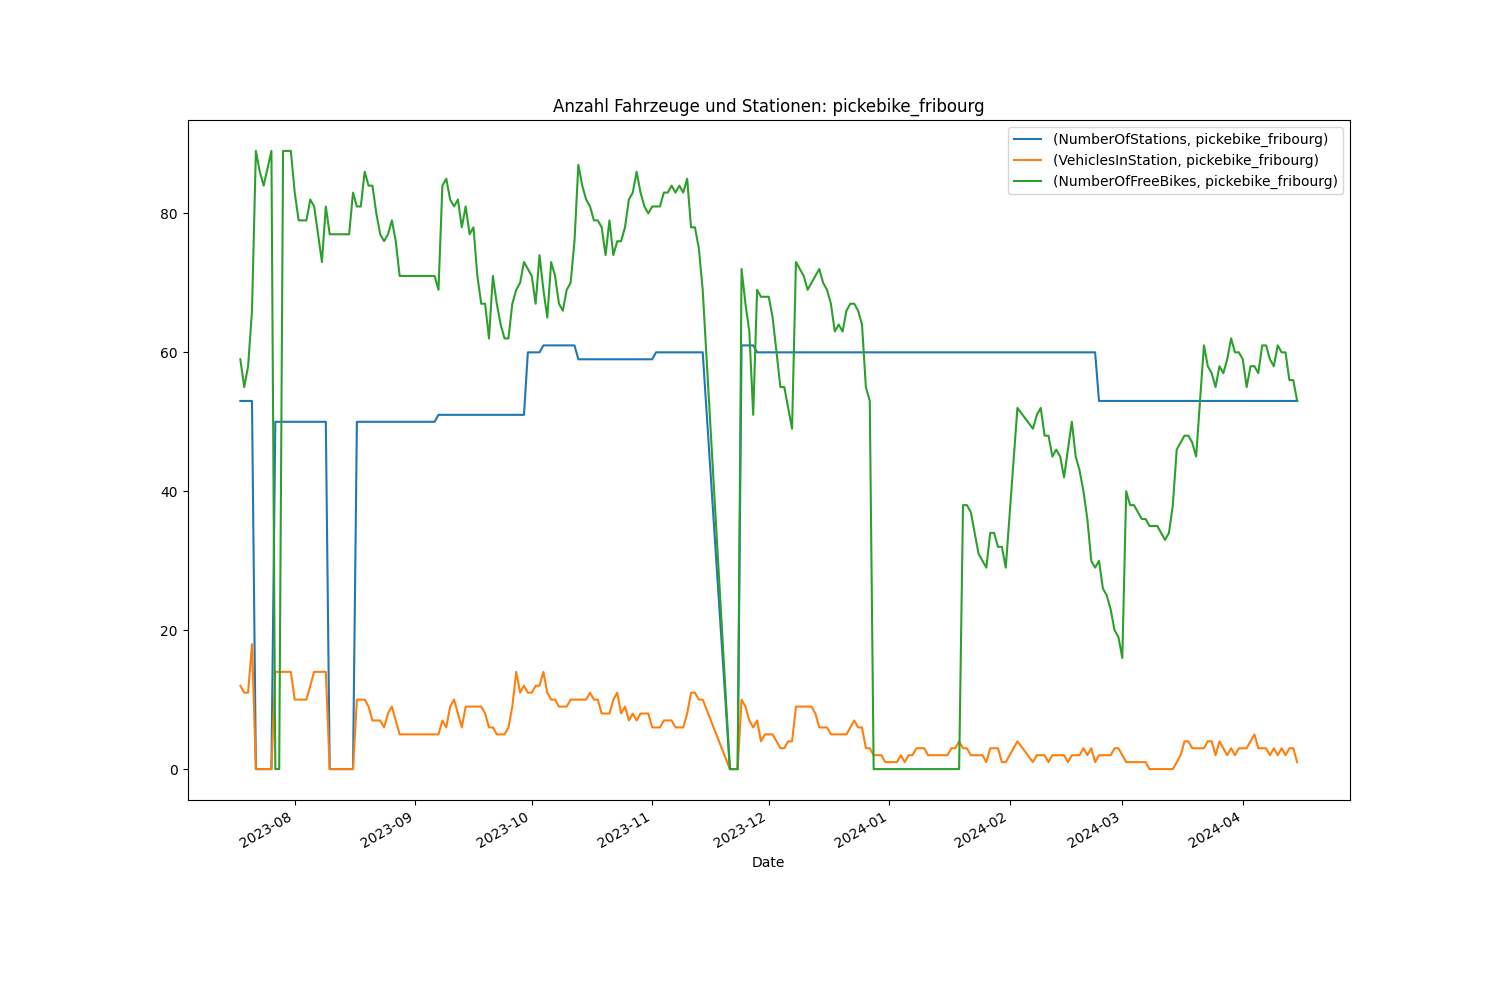 Anzahl Fahrzeuge und Stationen: pickebike_fribourg
(NumberOfStations, pickebike_fribourg)
(VehiclesInStation, pickebike_fribourg)
(NumberOfFreeBikes, pickebike_fribourg)
80
60
40
20
0
2023-08
2023-09
2023-10
2023-11
2023-12
2024-01
2024-02
2024-03
2024-04
Date